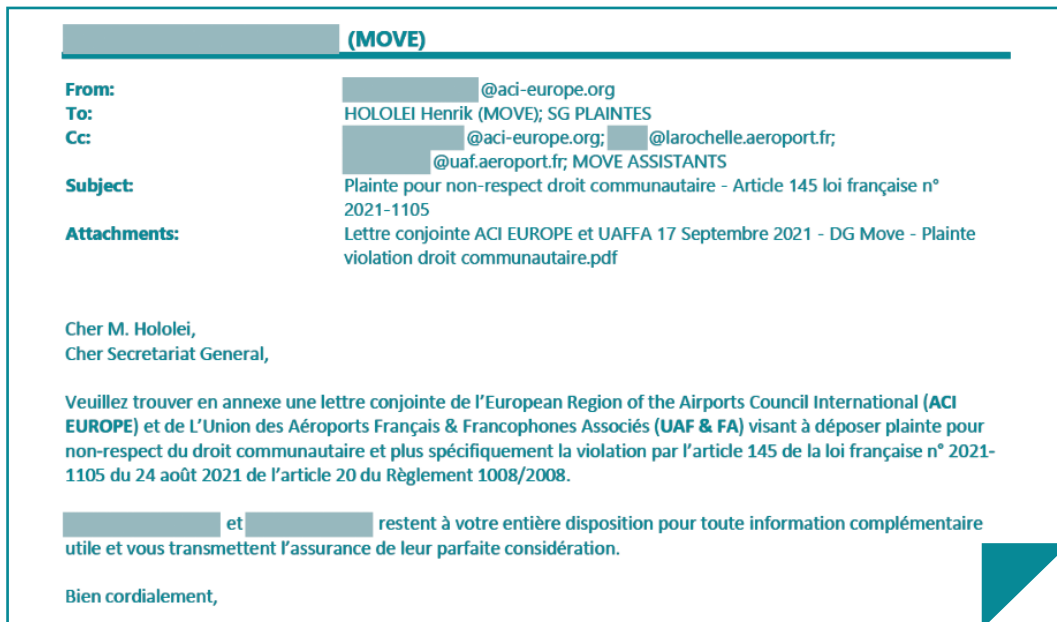 (MOVE)
From: @aci-europe.org
To: HOLOLEI Henrik (MOVE); SG PLAINTES
Cc: @aci-europe.org; @larochelle.aeroport.fr;
@uaf.aeroport.fr; MOVE ASSISTANTS
Subject: Plainte pour non-respect droit communautaire - Article 145 loi française n°
2021-1105
Attachments: Lettre conjointe ACI EUROPE et UAFFA 17 Septembre 2021 - DG Move - Plainte
violation droit communautaire.pdf
Cher M. Hololei,
Cher Secretariat General,
Veuillez trouver en annexe une lettre conjointe de l'European Region of the Airports Council International (ACI
EUROPE) et de L'Union des Aéroports Français & Francophones Associés (UAF & FA) visant à déposer plainte pour
non-respect du droit communautaire et plus spécifiquement la violation par l'article 145 de la loi française n° 2021-
1105 du 24 août 2021 de l'article 20 du Règlement 1008/2008.
et restent à votre entière disposition pour toute information complémentaire
utile et vous transmettent l'assurance de leur parfaite considération.
Bien cordialement,